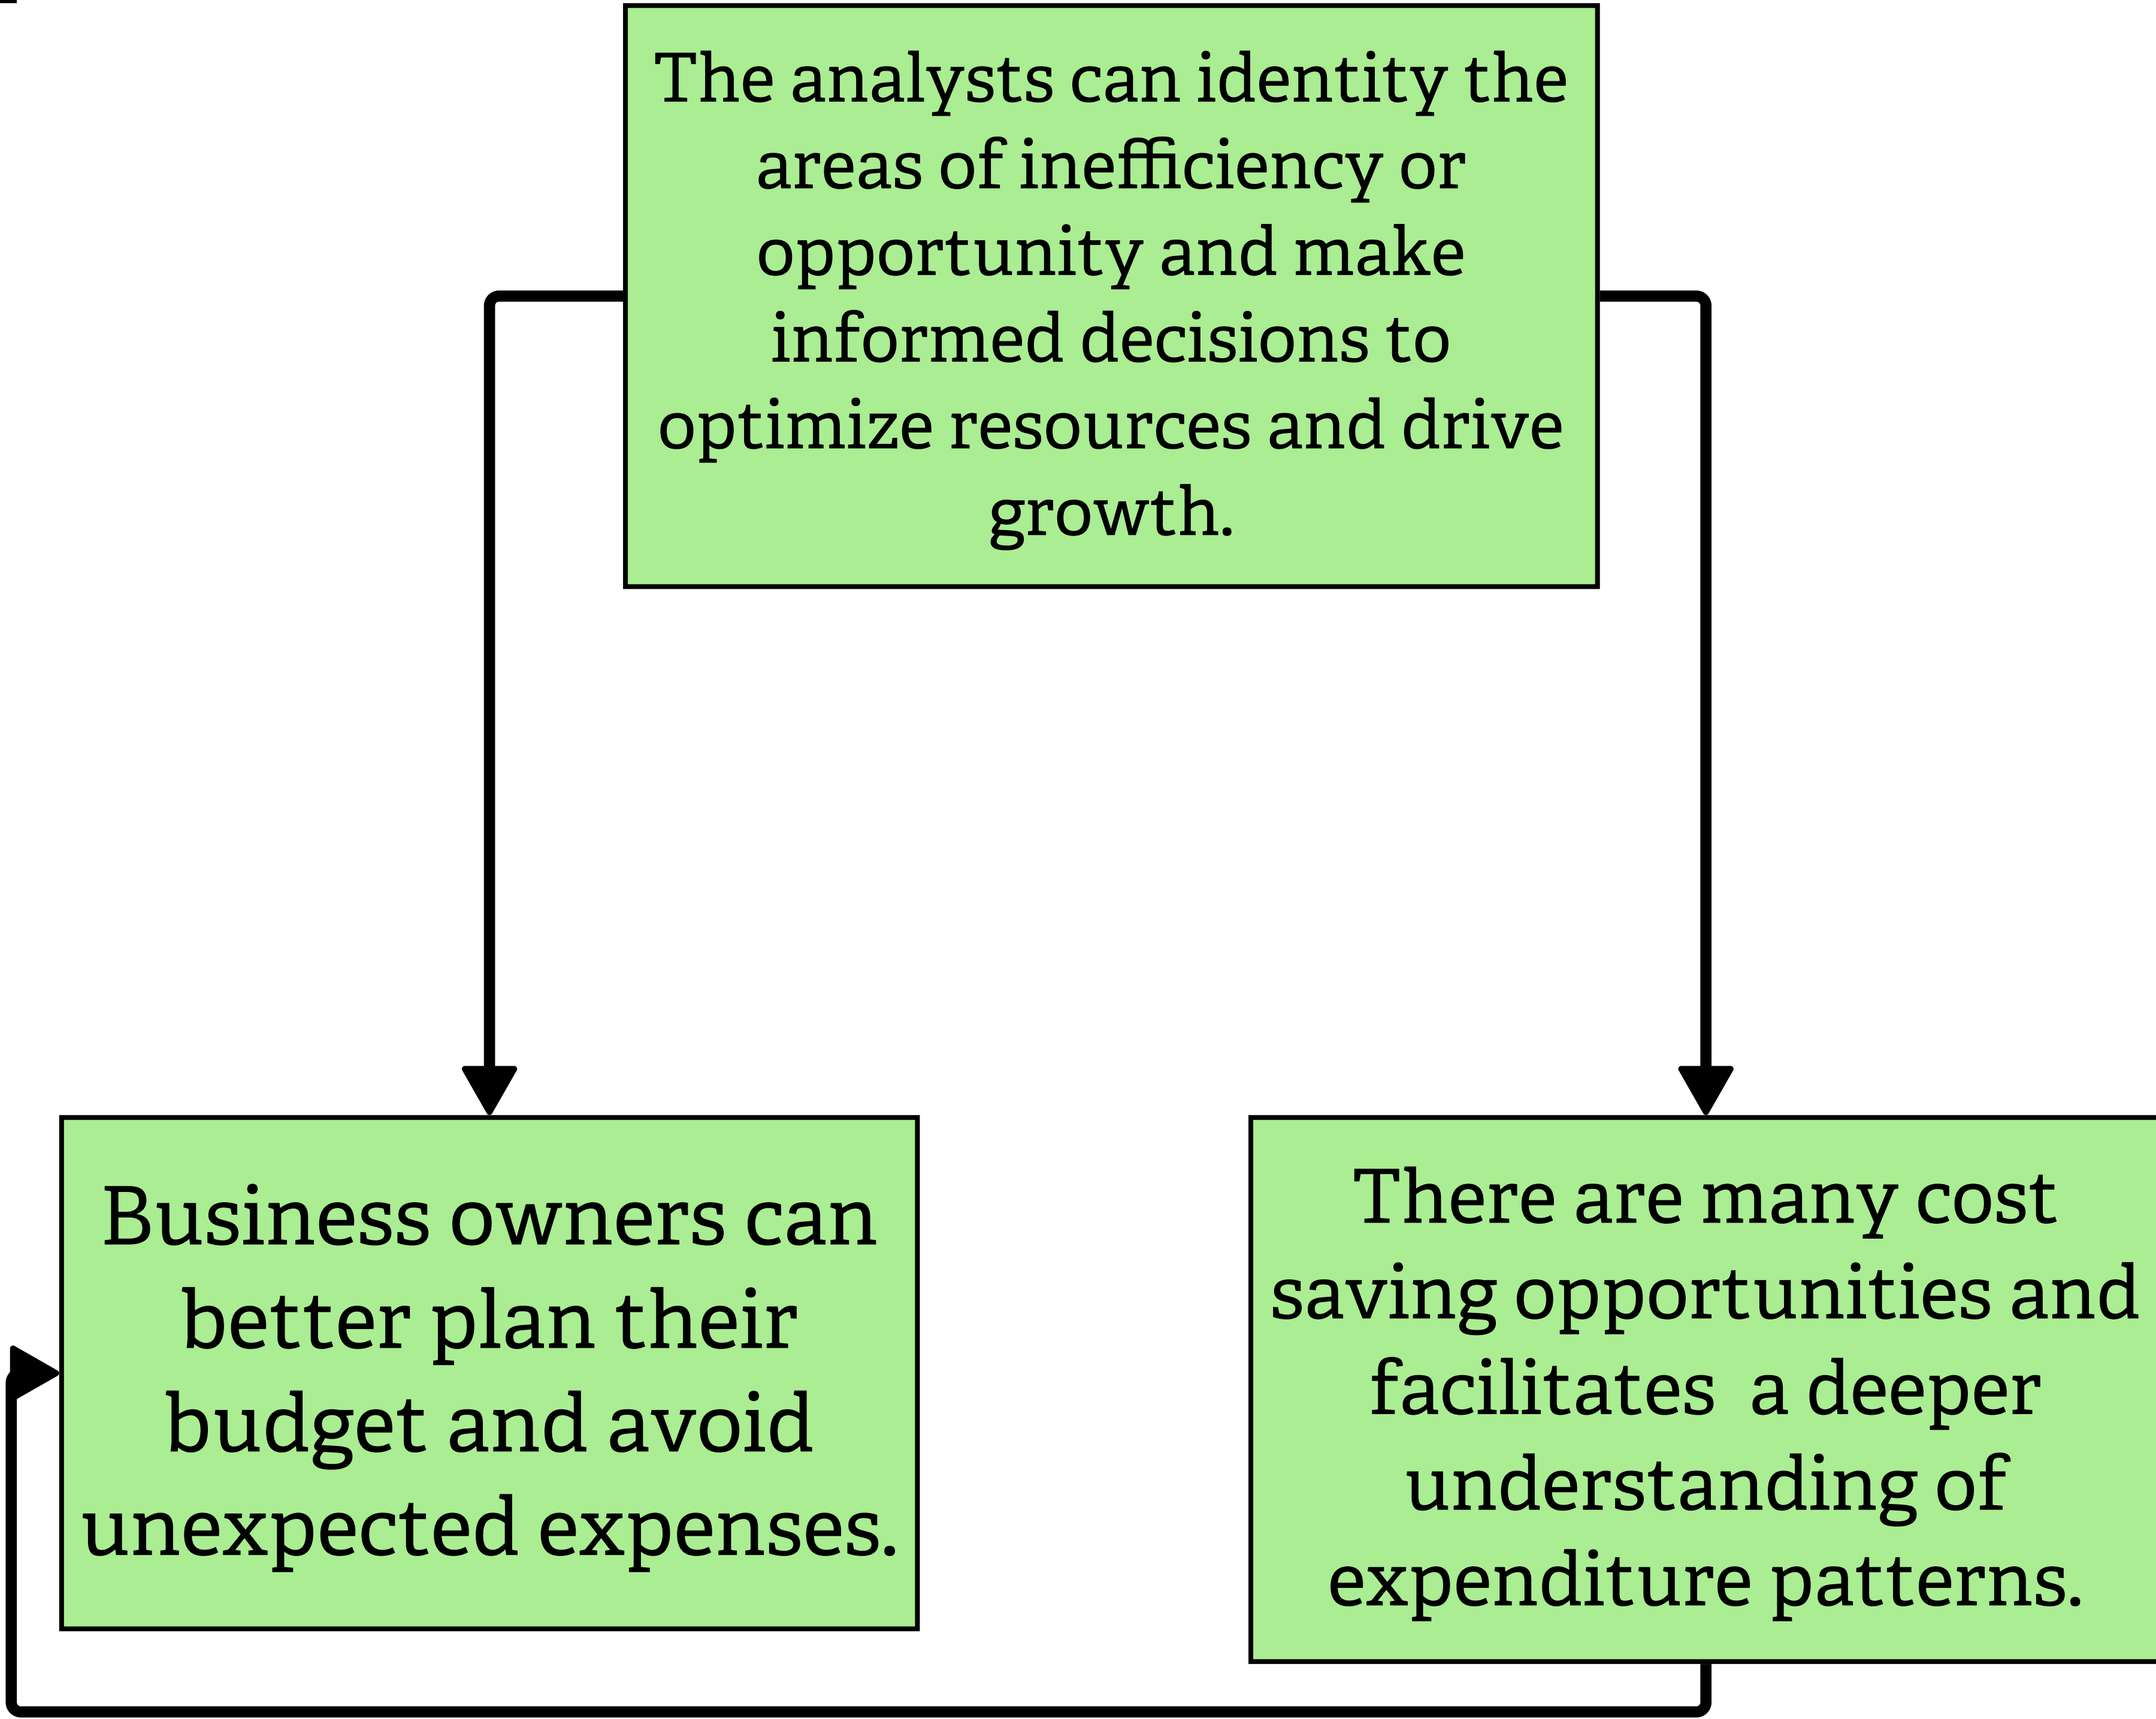 The analysts can identity the
areas of inefficiency or
opportunity and make
informed decisions to
optimize resources and drive
growth.
Business owners can
better plan their
budget and avoid
unexpected expenses.
There are many cost
saving opportunities and
facilitates  a deeper
understanding of
expenditure patterns.